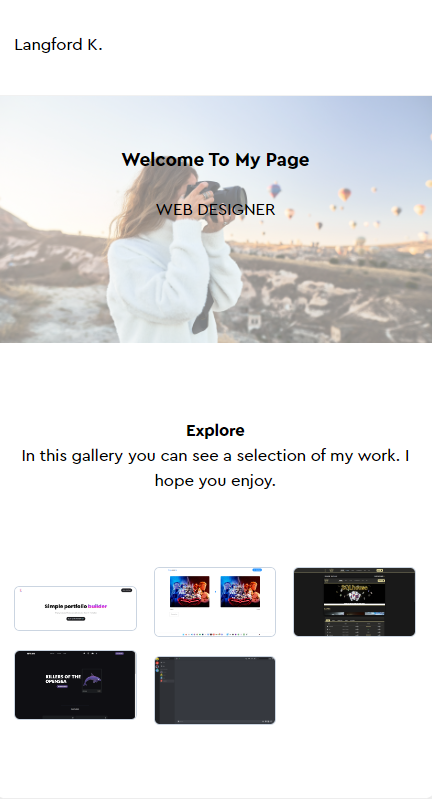 Langford K.
Welcome To My Page
WEB DESIGNER
Explore
In this gallery you can see a selection of my work. I
hope you enjoy.
Simple portfolio builder
KILLERS OF THE
OPENSEA